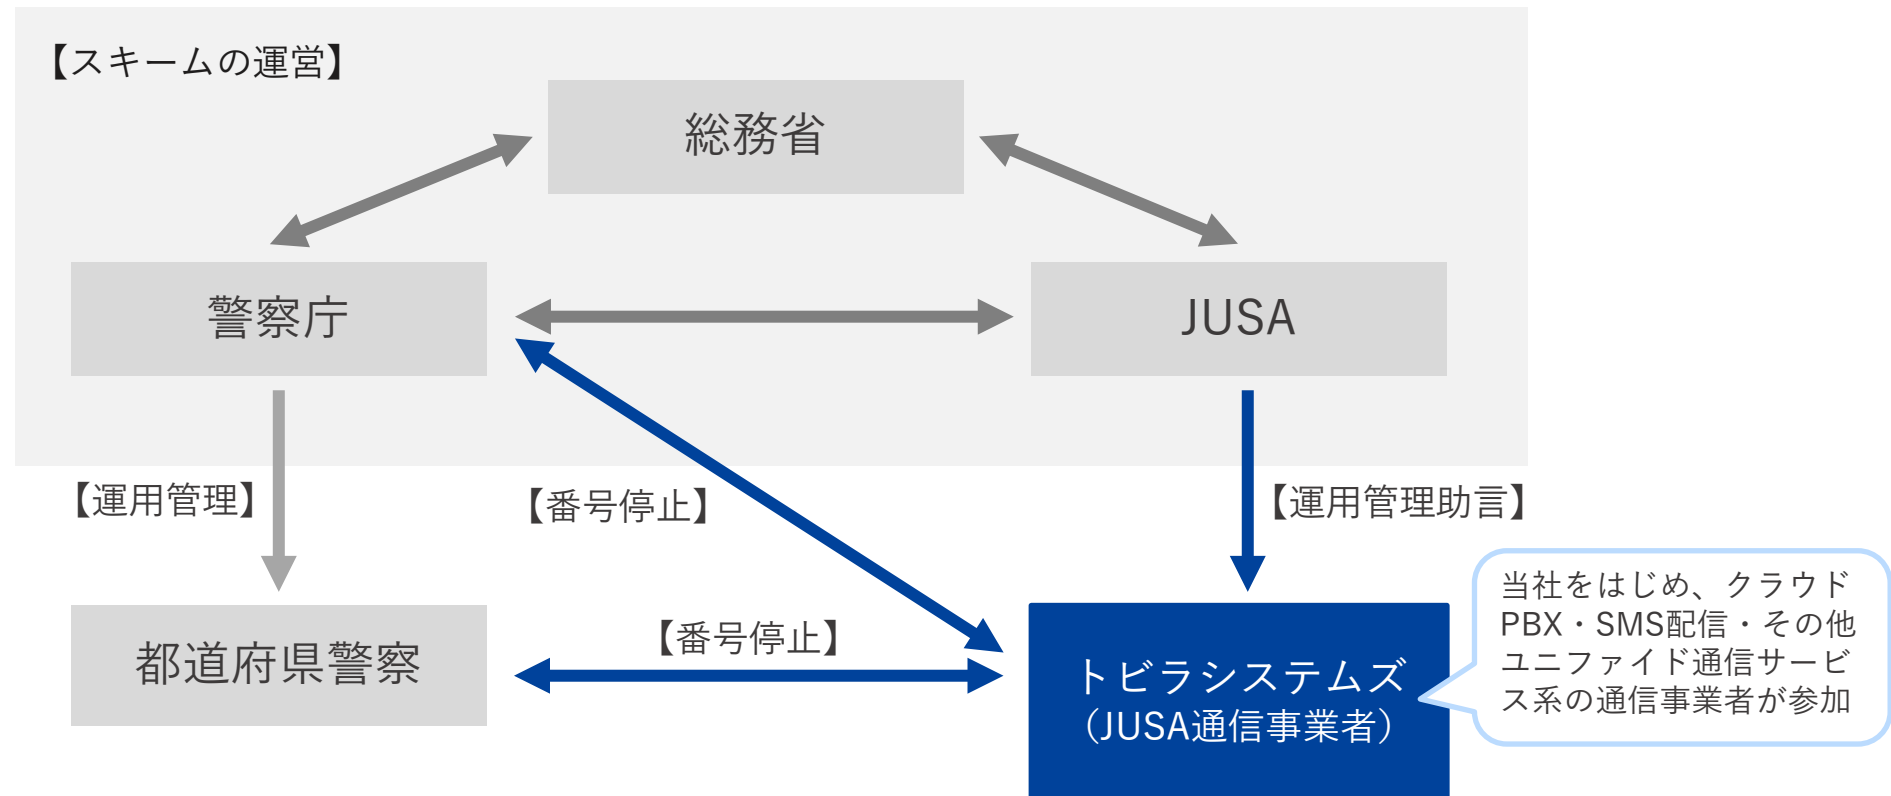 【スキームの運営】
総務省
警察庁
JUSA
【運用管理】
【番号停止】
【運用管理助言】
都道府県警察
【番号停止】
トビラシステムズ
（JUSA通信事業者）
当社をはじめ、クラウド
PBX・SMS配信・その他
ユニファイド通信サービ
ス系の通信事業者が参加